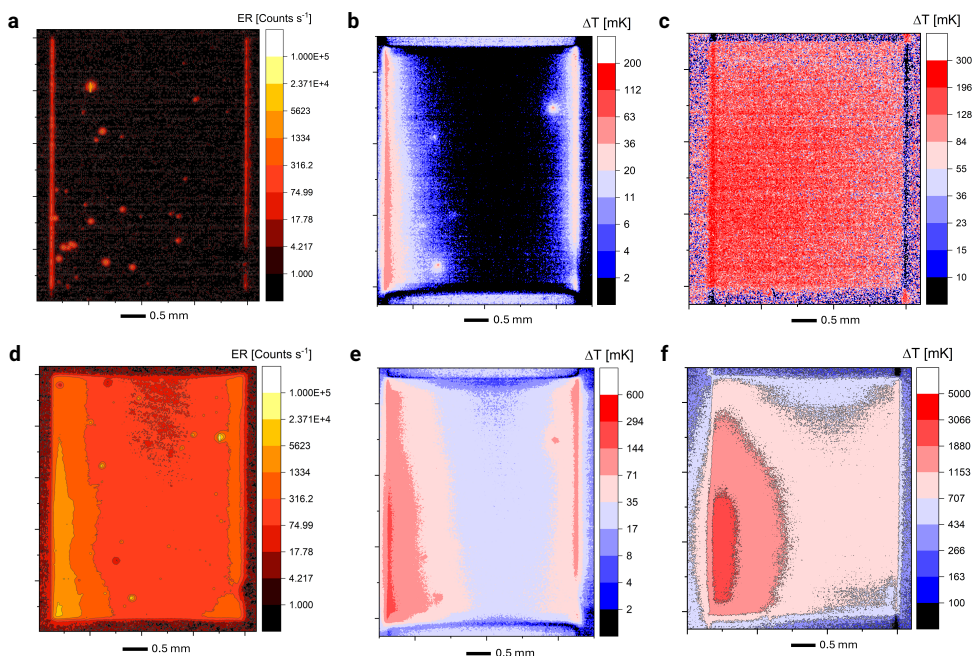 a
ER [Counts s⁻¹]
1.000E+5
2.371E+4
5623
1334
316.2
74.99
17.78
4.217
1.000
0.5 mm
b
ΔT [mK]
200
112
63
36
20
11
6
4
2
0.5 mm
c
ΔT [mK]
300
196
128
84
55
36
23
15
10
0.5 mm
d
ER [Counts s⁻¹]
1.000E+5
2.371E+4
5623
1334
316.2
74.99
17.78
4.217
1.000
0.5 mm
e
ΔT [mK]
600
294
144
71
35
17
8
4
2
0.5 mm
f
ΔT [mK]
5000
3066
1880
1153
707
434
266
163
100
0.5 mm